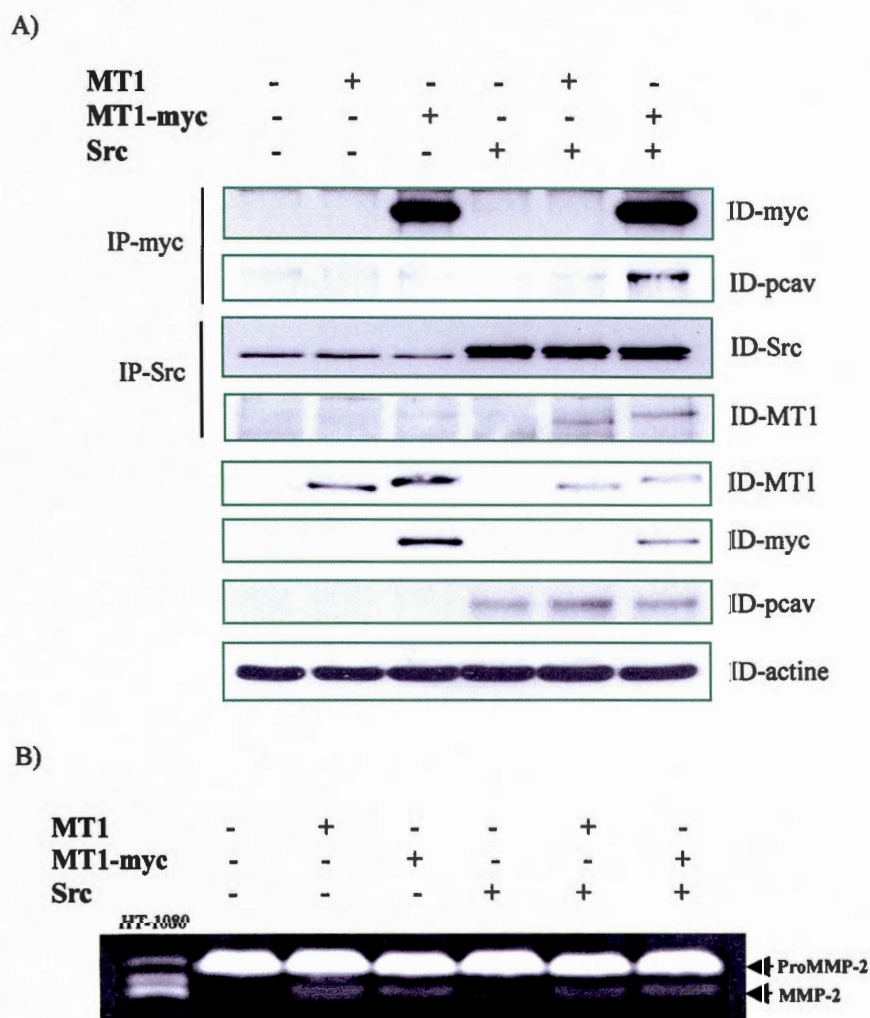 A)
MT1 - + - - + -
MT1-myc - - + - - +
Src - - - + + +
IP-myc
ID-myc
ID-pcav
IP-Src
ID-Src
ID-MT1
ID-MT1
ID-myc
ID-pcav
ID-actine
B)
MT1 - + - - + -
MT1-myc - - + - - +
Src - - - + + +
HT-1080
ProMMP-2
MMP-2